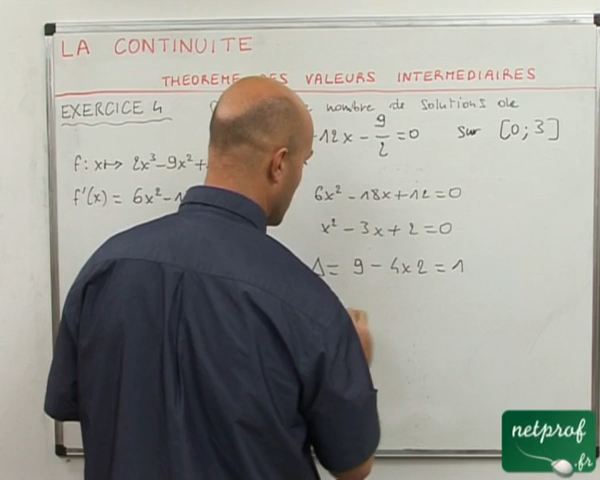 LA CONTINUITE
THEOREME DES VALEURS INTERMEDIAIRES
EXERCICE 4 nombre de solutions de
12x - 9/2 = 0 sur [0;3]
f: x ↦ 2x³-9x²+
f'(x) = 6x²-1
6x² - 18x + 12 = 0
x² - 3x + 2 = 0
Δ = 9 - 4x2 = 1
netprof
.fr